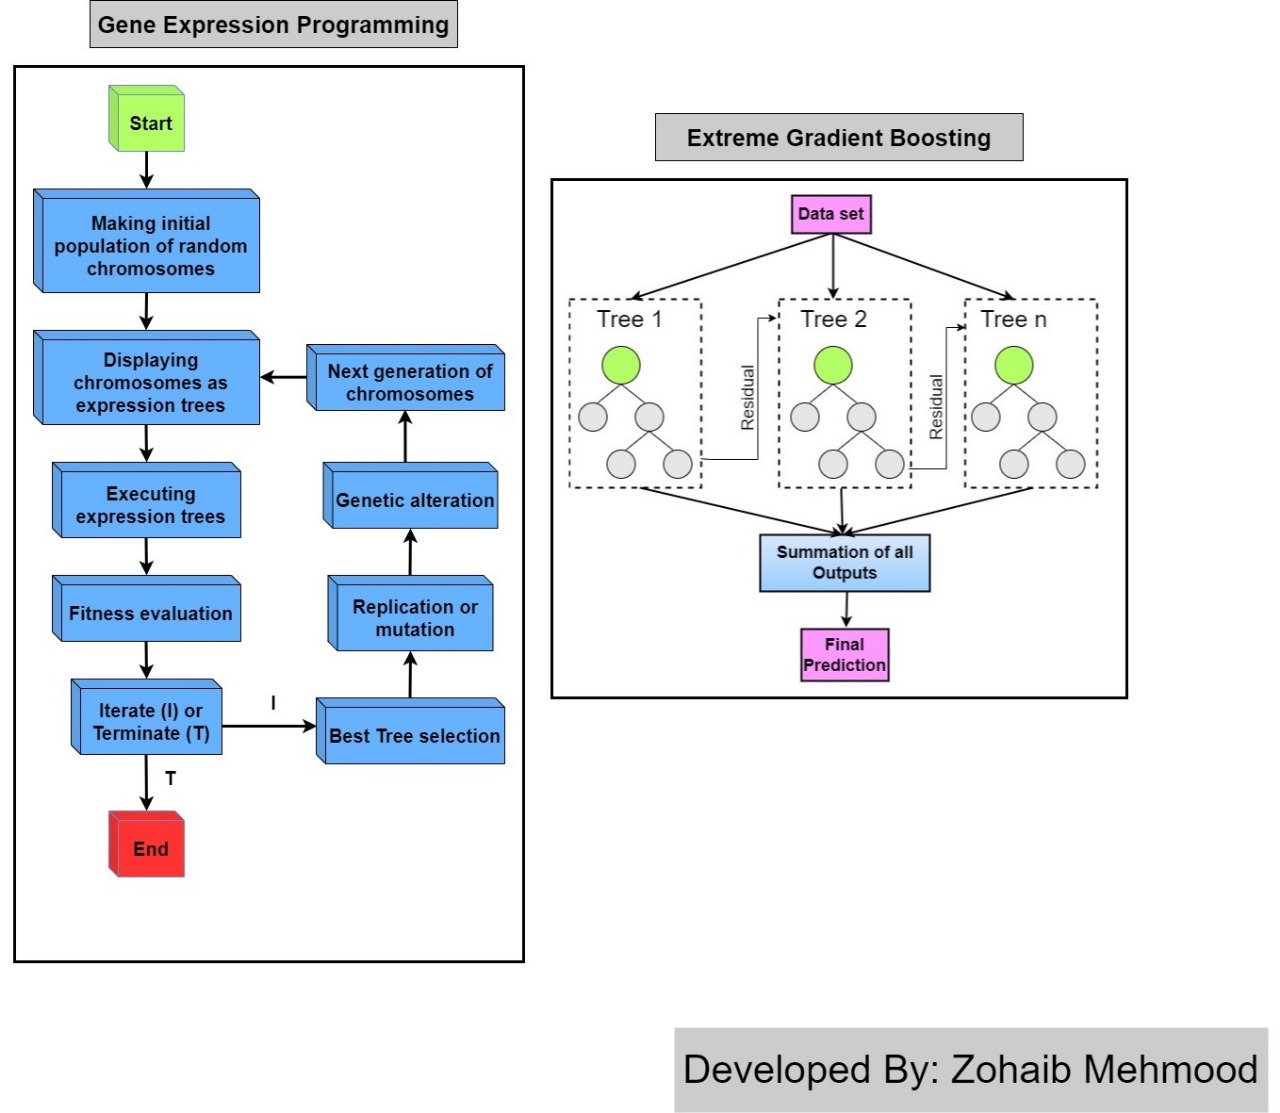 Gene Expression Programming
Start
Making initial
population of random
chromosomes
Displaying
chromosomes as
expression trees
Next generation of
chromosomes
Executing
expression trees
Genetic alteration
Fitness evaluation
Replication or
mutation
Iterate (I) or
Terminate (T)
I
Best Tree selection
T
End
Extreme Gradient Boosting
Data set
Tree 1
Tree 2
Tree n
Residual
Residual
Summation of all
Outputs
Final
Prediction
Developed By: Zohaib Mehmood